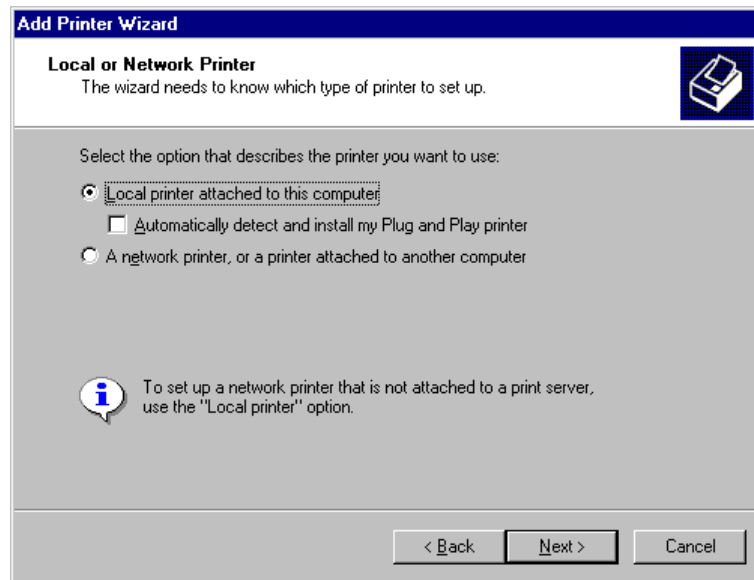 Add Printer Wizard
Local or Network Printer
The wizard needs to know which type of printer to set up.
Select the option that describes the printer you want to use:
Local printer attached to this computer
Automatically detect and install my Plug and Play printer
A network printer, or a printer attached to another computer
To set up a network printer that is not attached to a print server,
use the "Local printer" option.
< Back Next > Cancel